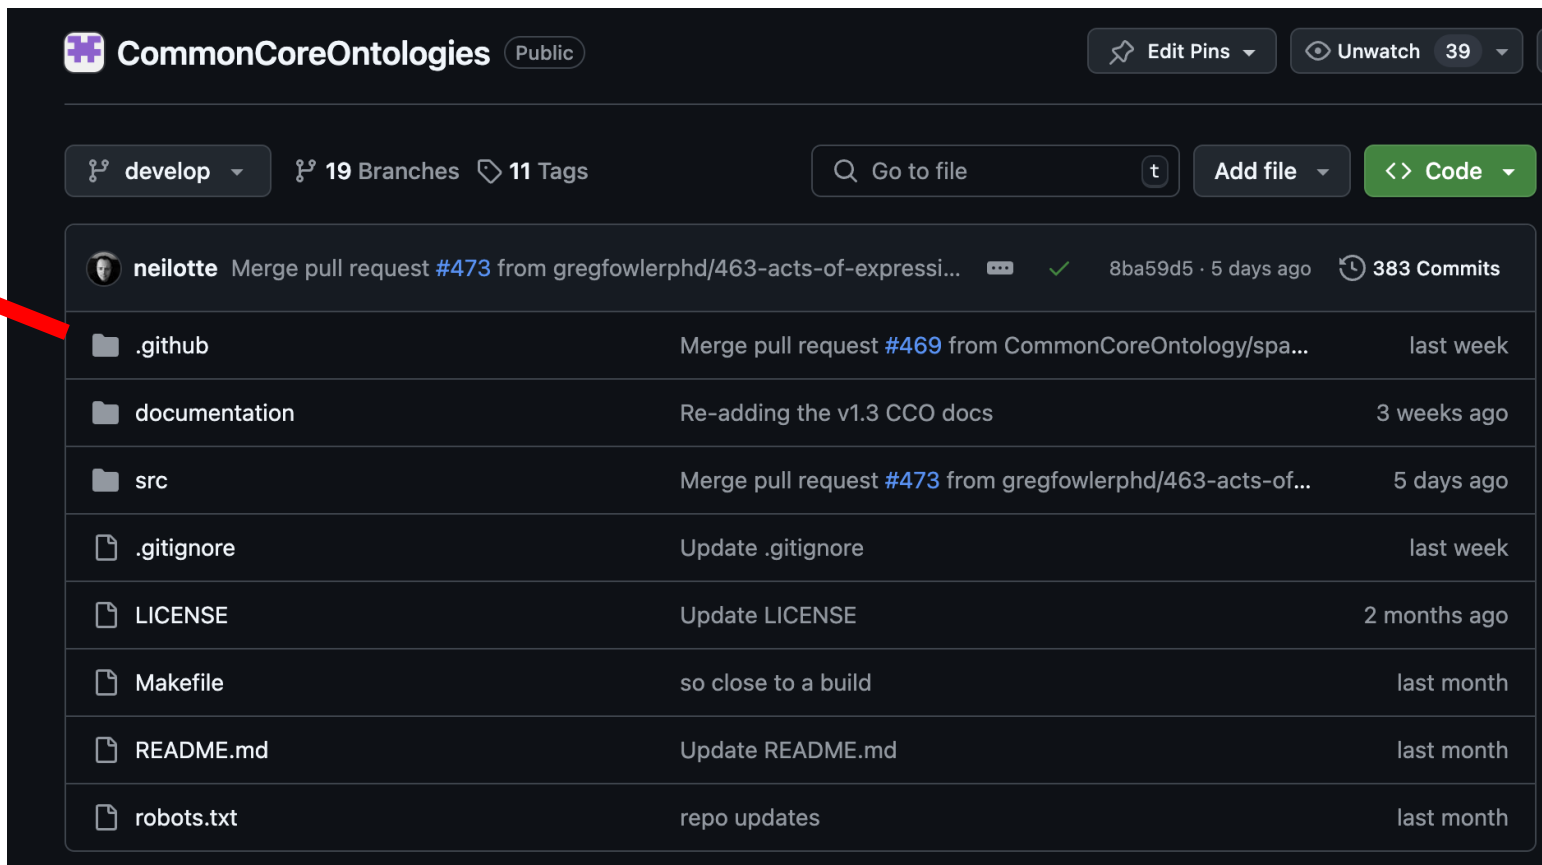 CommonCoreOntologies Public Edit Pins Unwatch 39
develop 19 Branches 11 Tags Go to file t Add file Code
neilotte Merge pull request #473 from gregfowlerphd/463-acts-of-expressi... 8ba59d5 · 5 days ago 383 Commits
.github Merge pull request #469 from CommonCoreOntology/spa... last week
documentation Re-adding the v1.3 CCO docs 3 weeks ago
src Merge pull request #473 from gregfowlerphd/463-acts-of... 5 days ago
.gitignore Update .gitignore last week
LICENSE Update LICENSE 2 months ago
Makefile so close to a build last month
README.md Update README.md last month
robots.txt repo updates last month